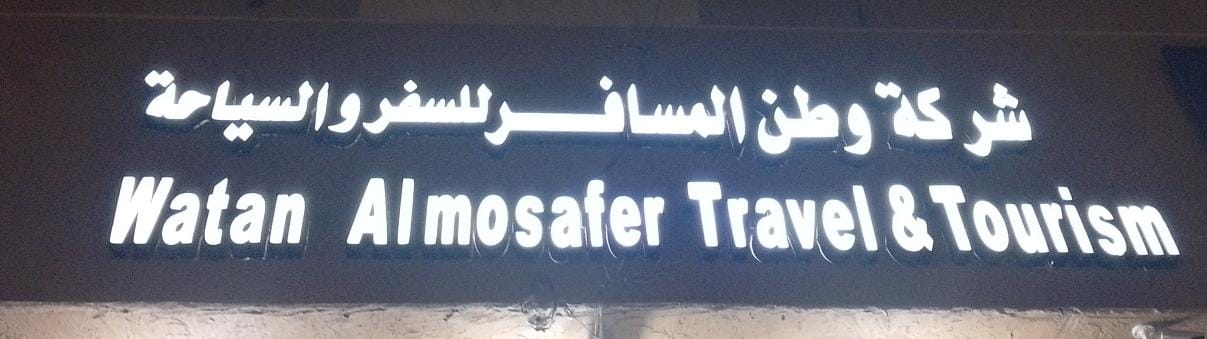 شركة وطن المسافر للسفر والسياحة
Watan Almosafer Travel & Tourism